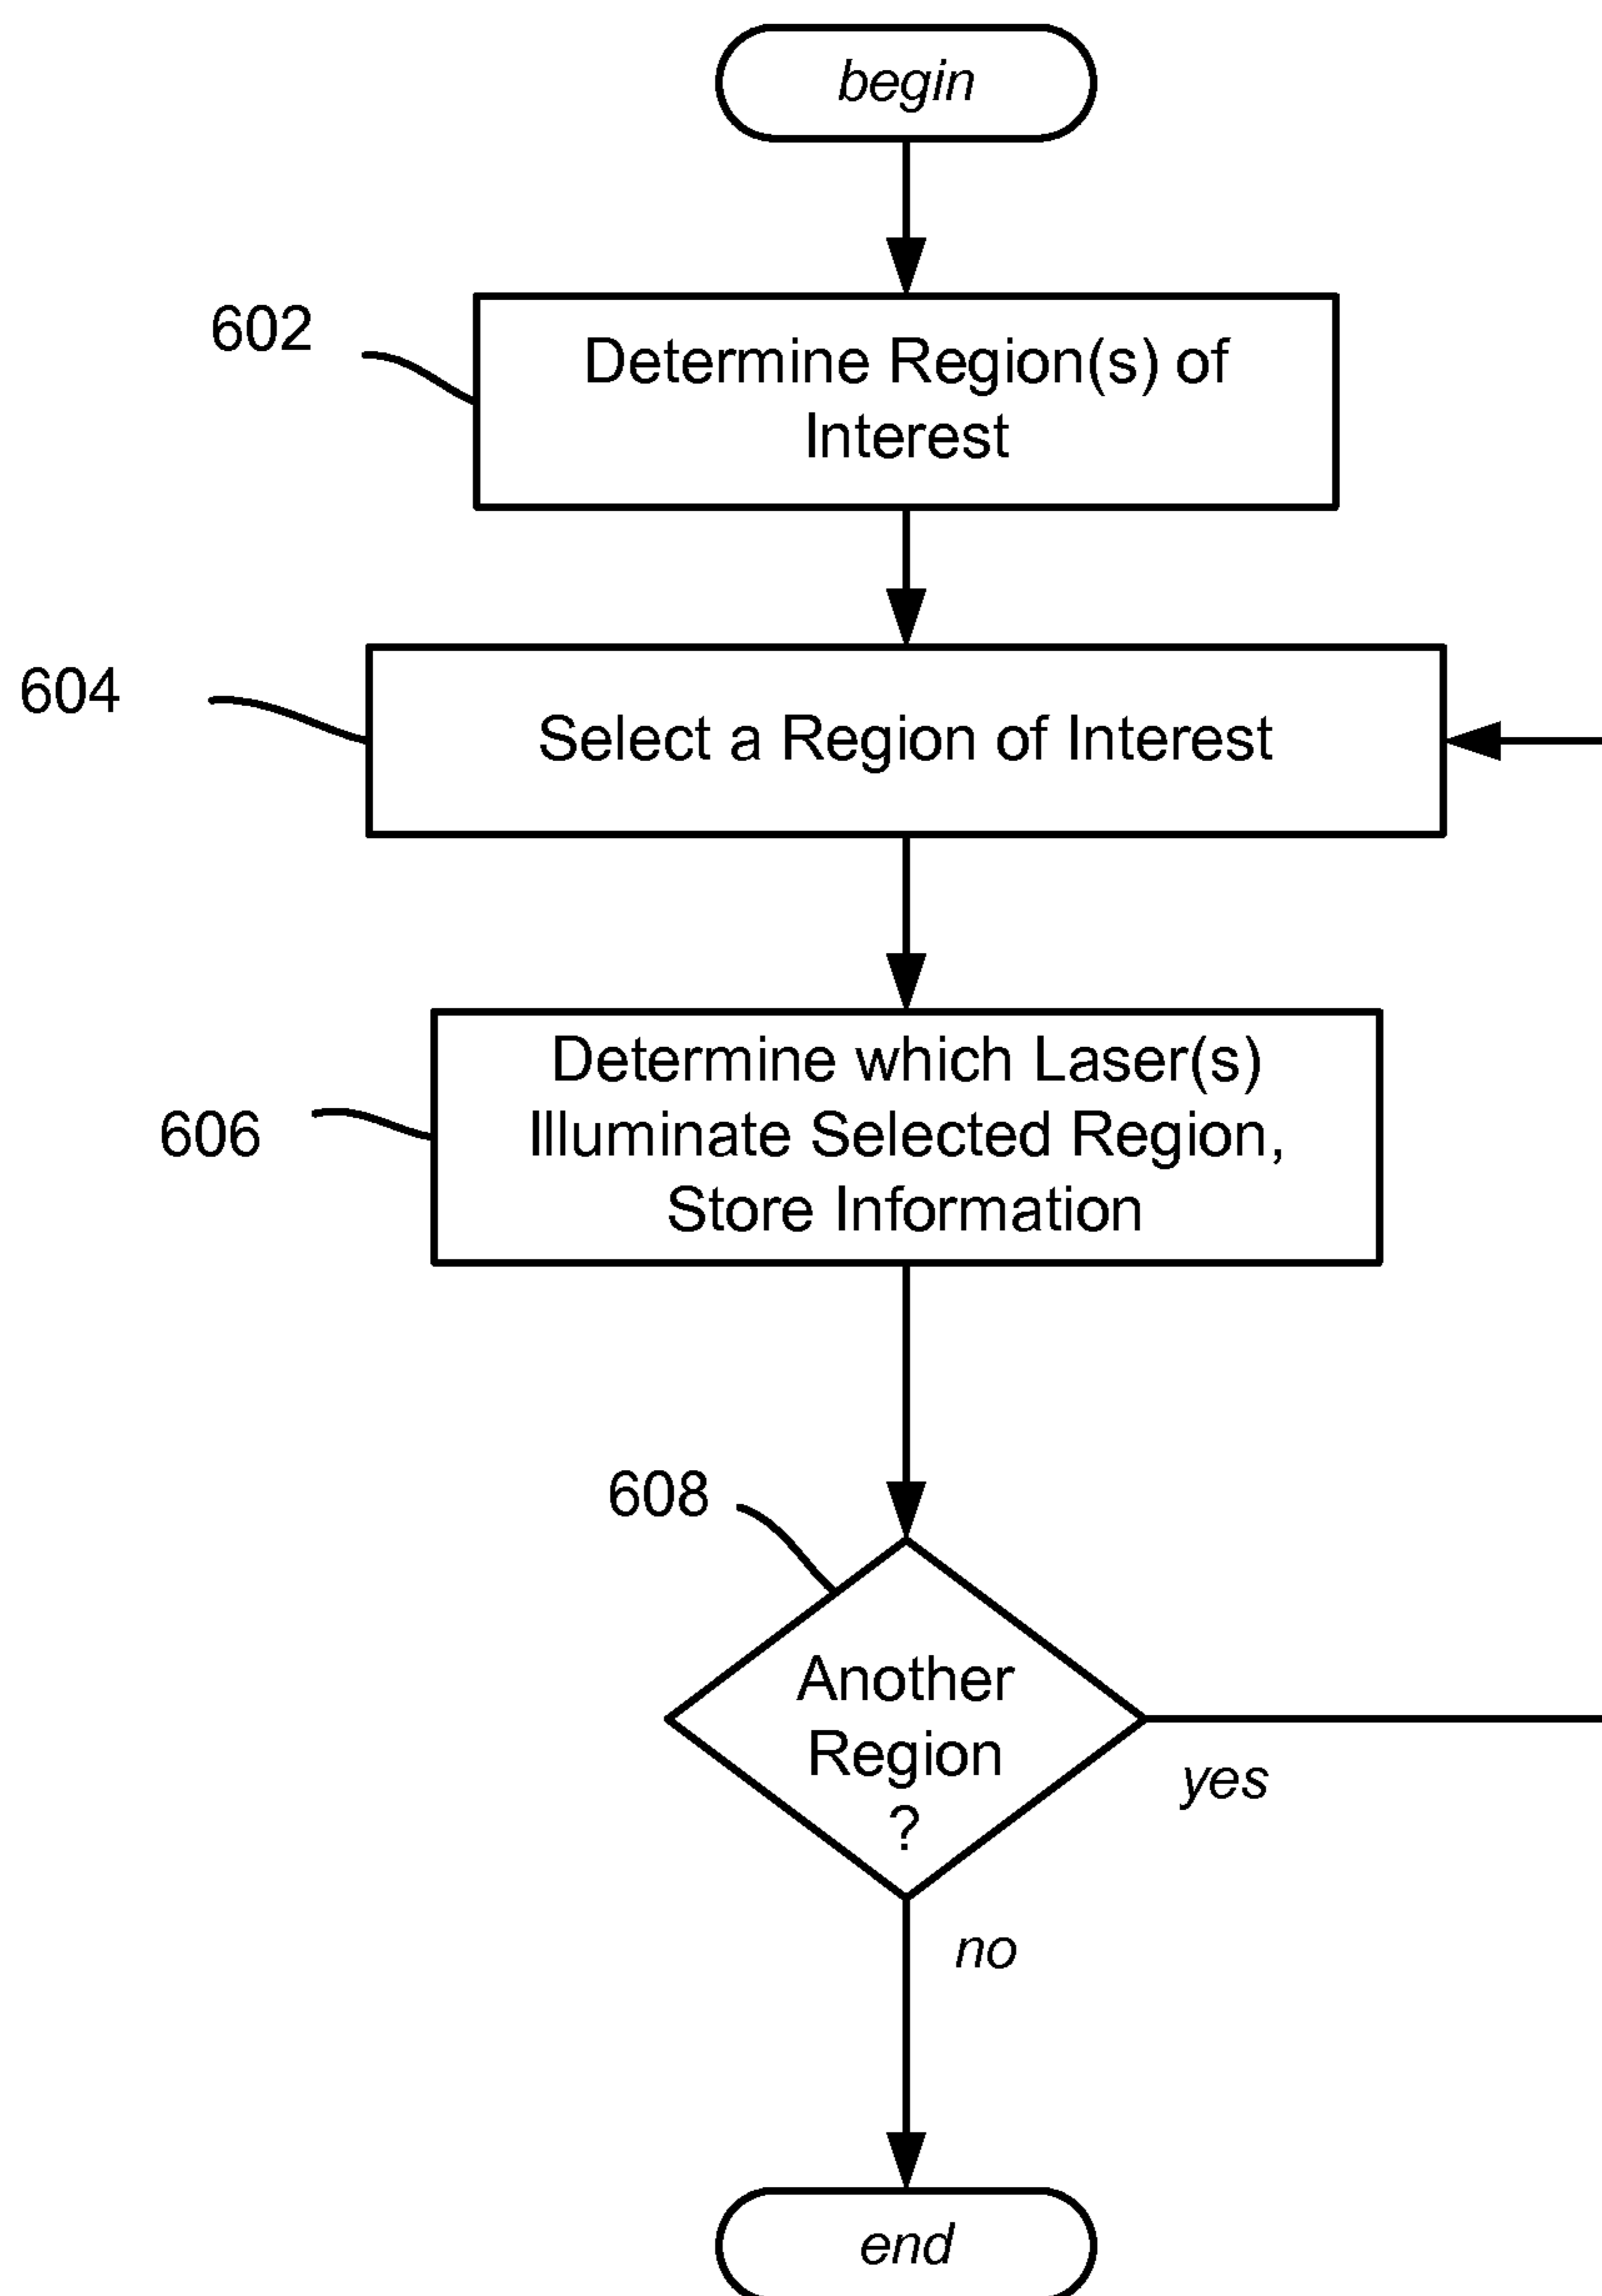 begin
602
Determine Region(s) of
Interest
604
Select a Region of Interest
606
Determine which Laser(s)
Illuminate Selected Region,
Store Information
608
Another
Region
?
yes
no
end